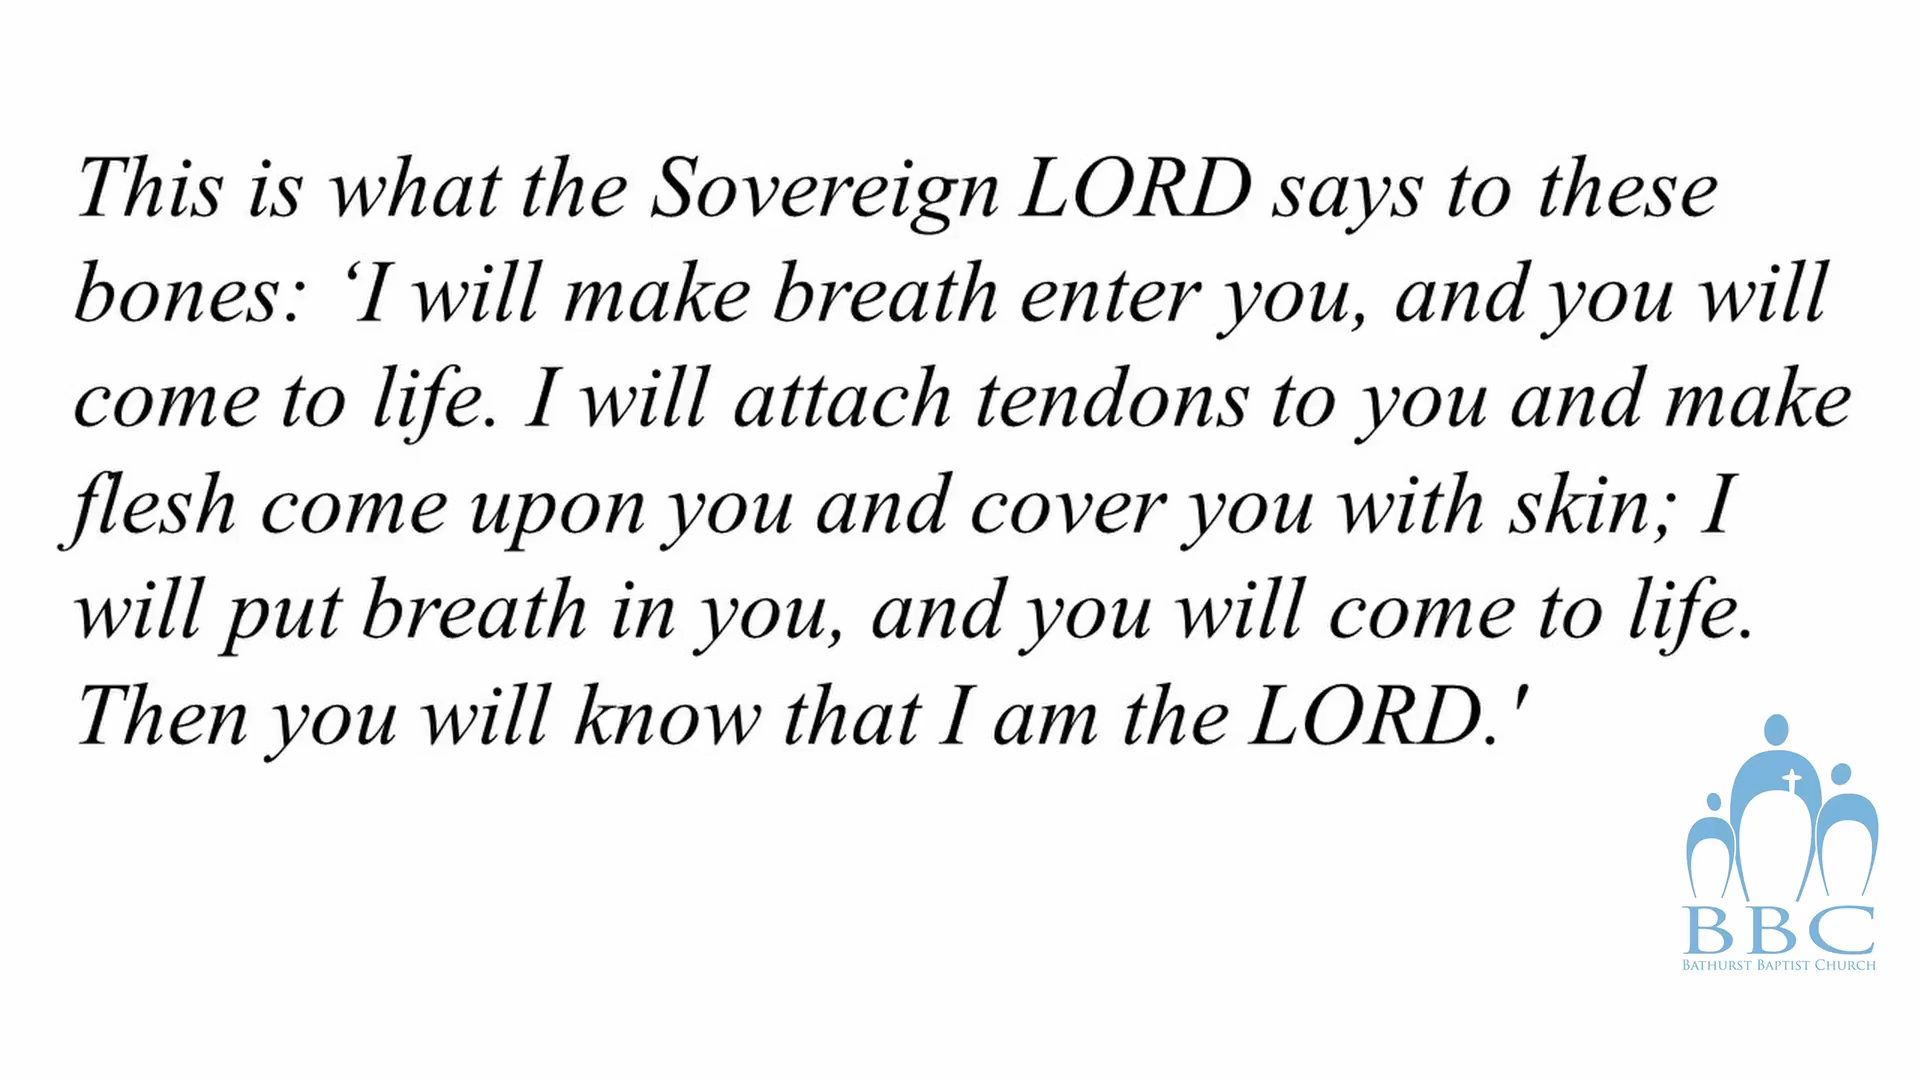 This is what the Sovereign LORD says to these
bones: ‘I will make breath enter you, and you will
come to life. I will attach tendons to you and make
flesh come upon you and cover you with skin; I
will put breath in you, and you will come to life.
Then you will know that I am the LORD.'
BBC
BATHURST BAPTIST CHURCH